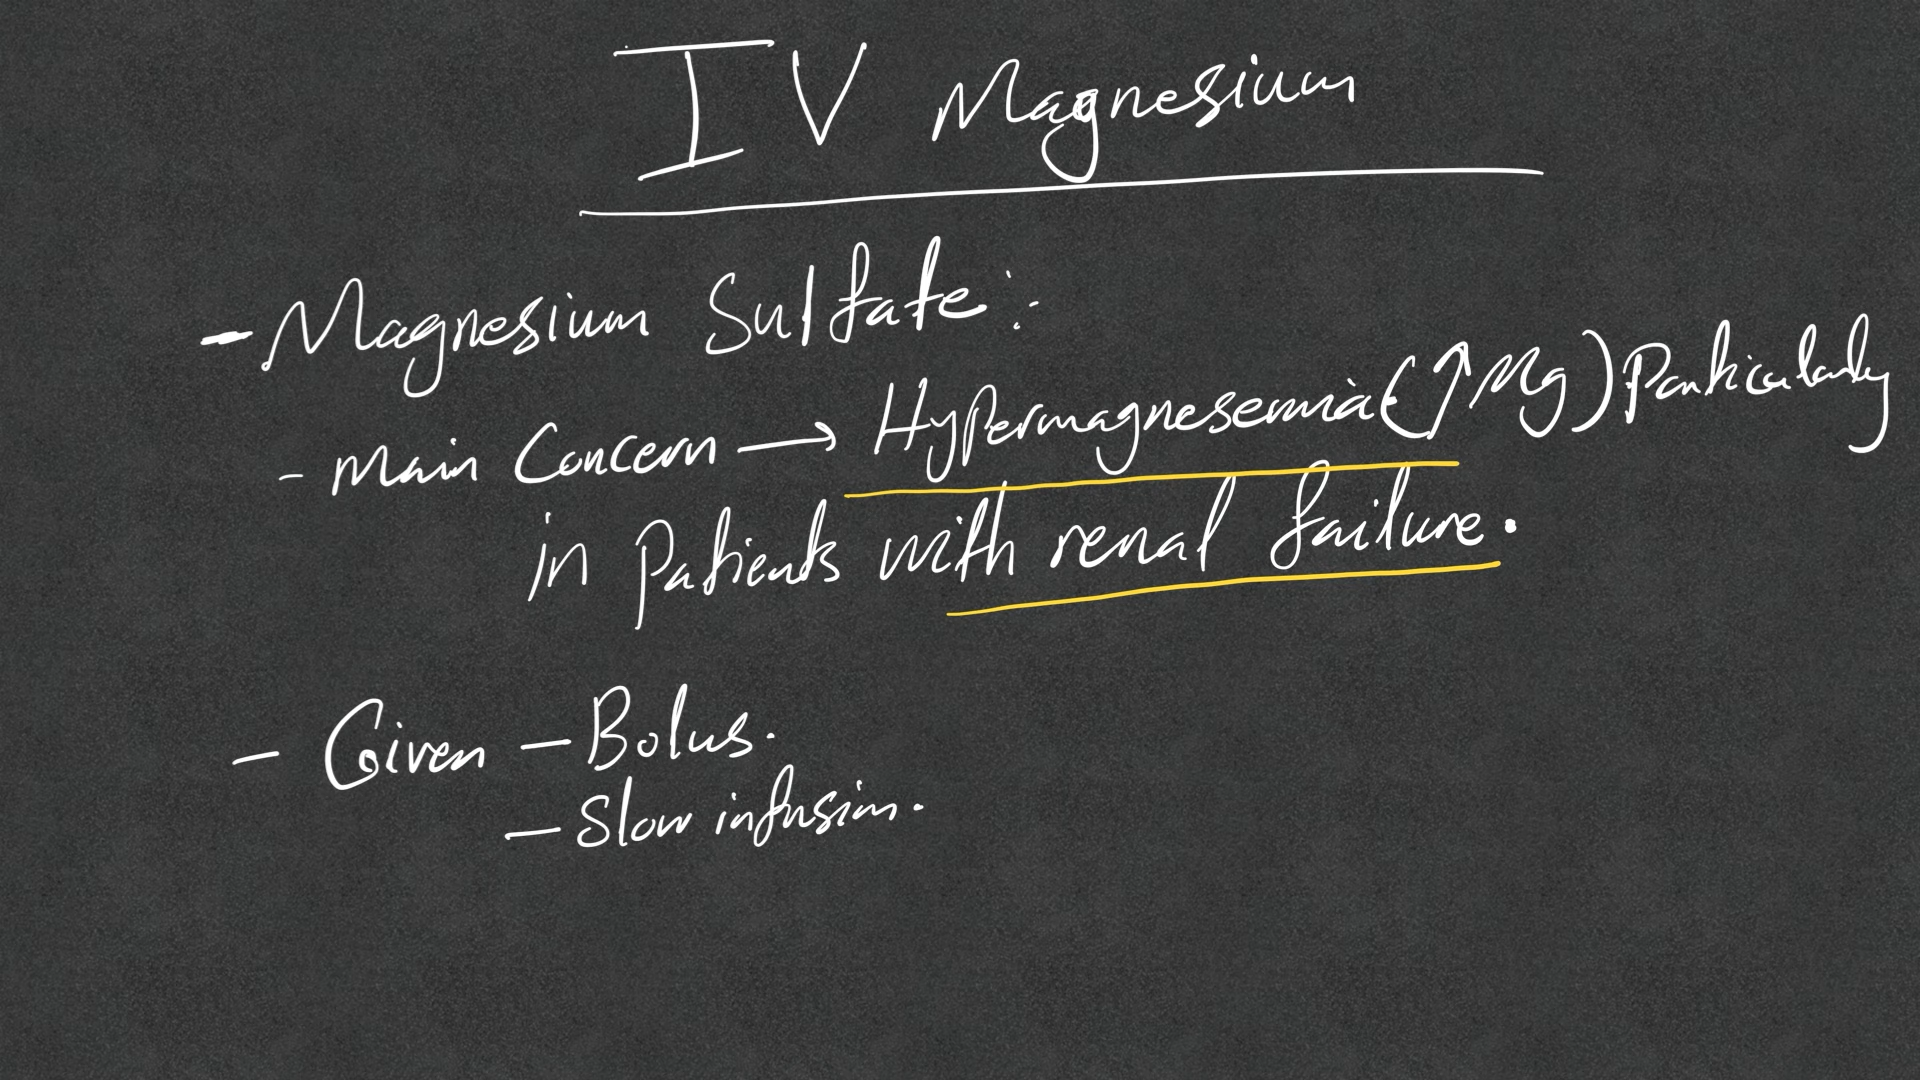 IV Magnesium
- Magnesium Sulfate :-
- Main Concern → Hypermagnesemia (↑Mg) Particularly
in Patients with renal failure.
- Given - Bolus.
- Slow infusion.